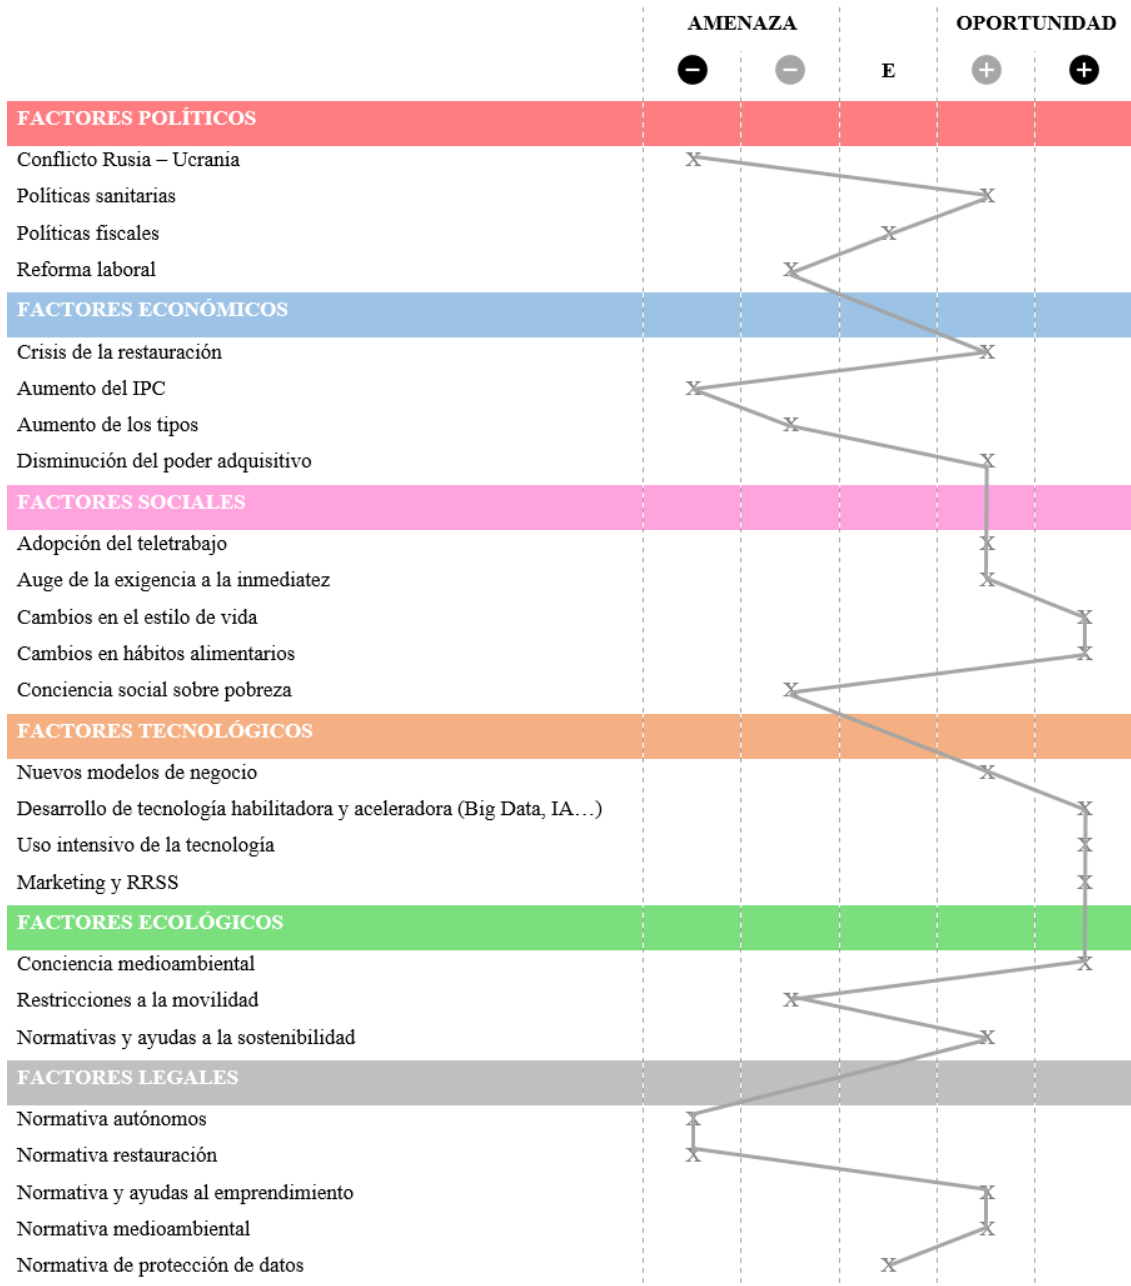 AMENAZA OPORTUNIDAD
− − E + +
FACTORES POLÍTICOS
Conflicto Rusia – Ucrania X
Políticas sanitarias X
Políticas fiscales X
Reforma laboral X
FACTORES ECONÓMICOS
Crisis de la restauración X
Aumento del IPC X
Aumento de los tipos X
Disminución del poder adquisitivo X
FACTORES SOCIALES
Adopción del teletrabajo X
Auge de la exigencia a la inmediatez X
Cambios en el estilo de vida X
Cambios en hábitos alimentarios X
Conciencia social sobre pobreza X
FACTORES TECNOLÓGICOS
Nuevos modelos de negocio X
Desarrollo de tecnología habilitadora y aceleradora (Big Data, IA…) X
Uso intensivo de la tecnología X
Marketing y RRSS X
FACTORES ECOLÓGICOS
Conciencia medioambiental X
Restricciones a la movilidad X
Normativas y ayudas a la sostenibilidad X
FACTORES LEGALES
Normativa autónomos X
Normativa restauración X
Normativa y ayudas al emprendimiento X
Normativa medioambiental X
Normativa de protección de datos X